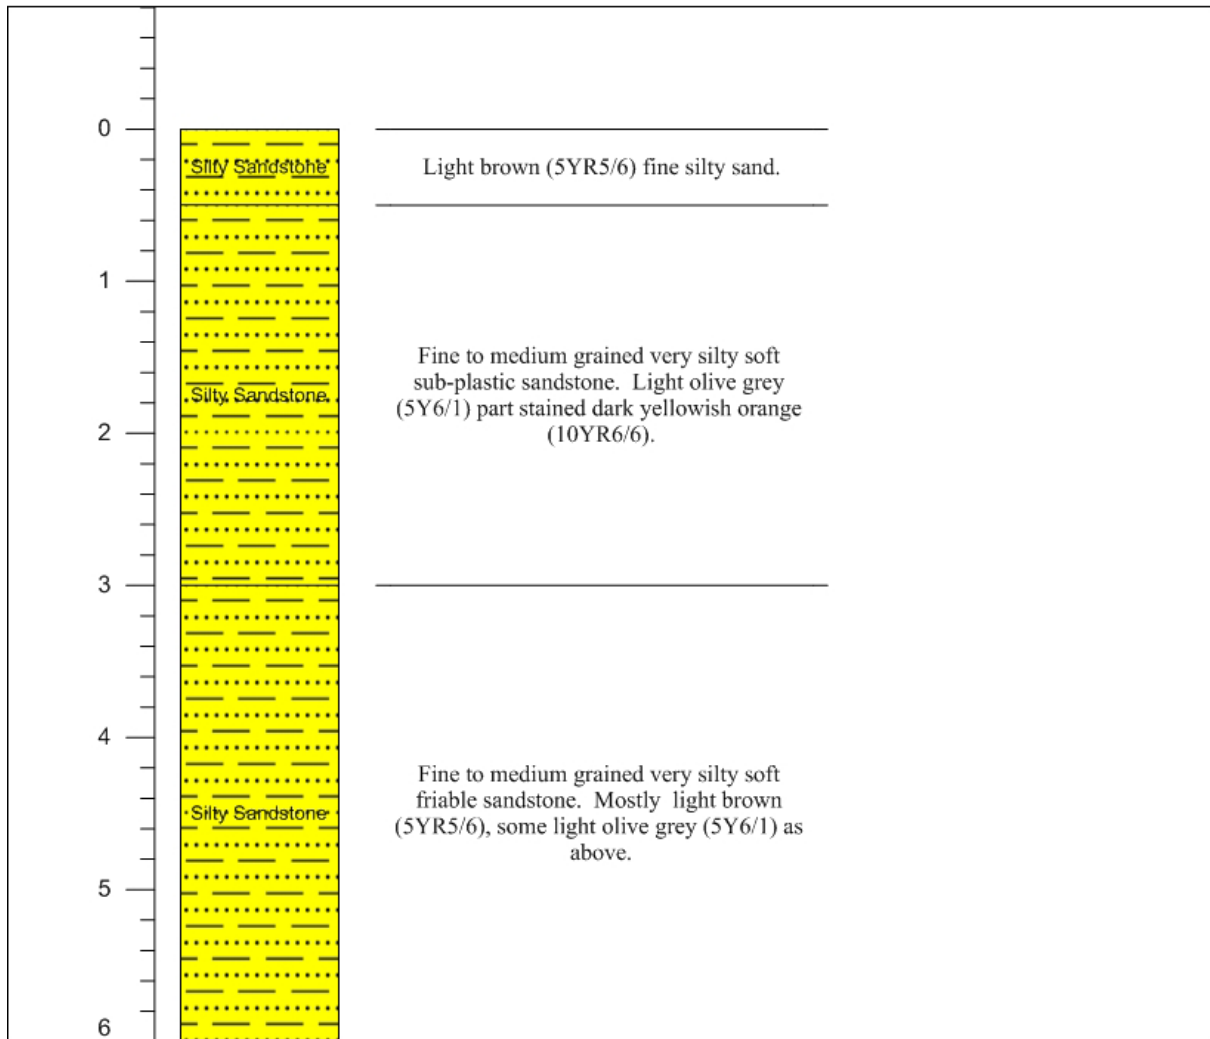 0
Silty Sandstone
Light brown (5YR5/6) fine silty sand.
1
Fine to medium grained very silty soft
sub-plastic sandstone.  Light olive grey
Silty Sandstone
(5Y6/1) part stained dark yellowish orange
(10YR6/6).
2
3
4
Fine to medium grained very silty soft
friable sandstone.  Mostly  light brown
Silty Sandstone
(5YR5/6), some light olive grey (5Y6/1) as
above.
5
6